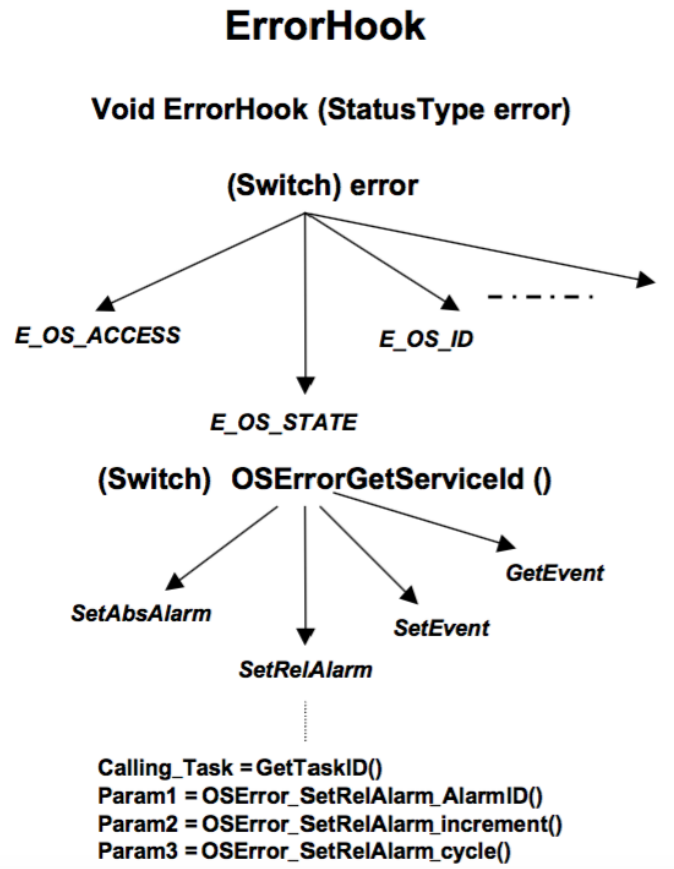 ErrorHook
Void ErrorHook (StatusType error)
(Switch) error
E_OS_ACCESS
E_OS_ID
E_OS_STATE
(Switch) OSErrorGetServiceId ()
GetEvent
SetAbsAlarm
SetEvent
SetRelAlarm
Calling_Task = GetTaskID()
Param1 = OSError_SetRelAlarm_AlarmID()
Param2 = OSError_SetRelAlarm_increment()
Param3 = OSError_SetRelAlarm_cycle()